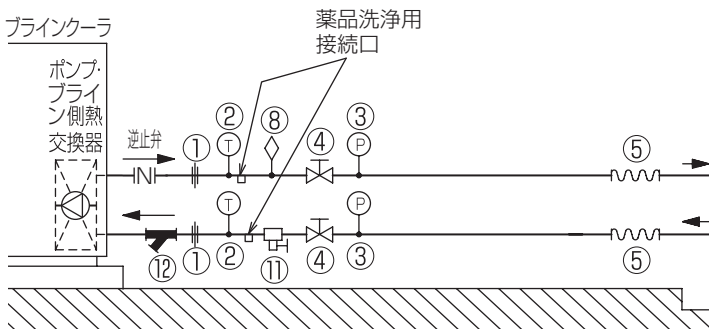 薬品洗浄用
接続口
ブラインクーラ
ポンプ・
ブライ
ン側熱
交換器
逆止弁
① ② ⑧ ④ ③ ⑤
T P
T P
⑫ ① ② ⑪ ④ ③ ⑤